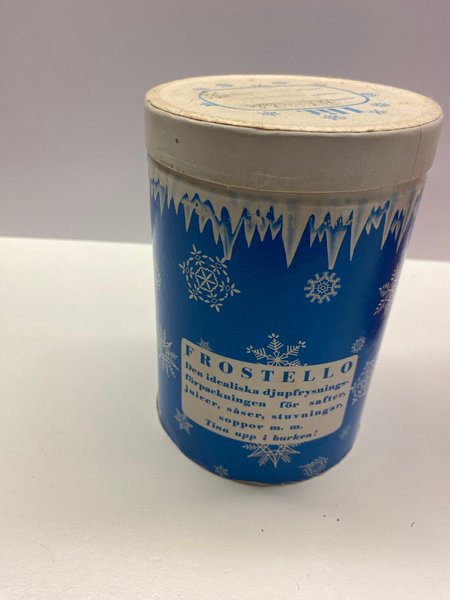 FROSTELLO
Den idealiska djupfrysnings-
förpackningen för safter,
juicer, såser, stuvningar,
soppor m. m.
Tina upp i burken!